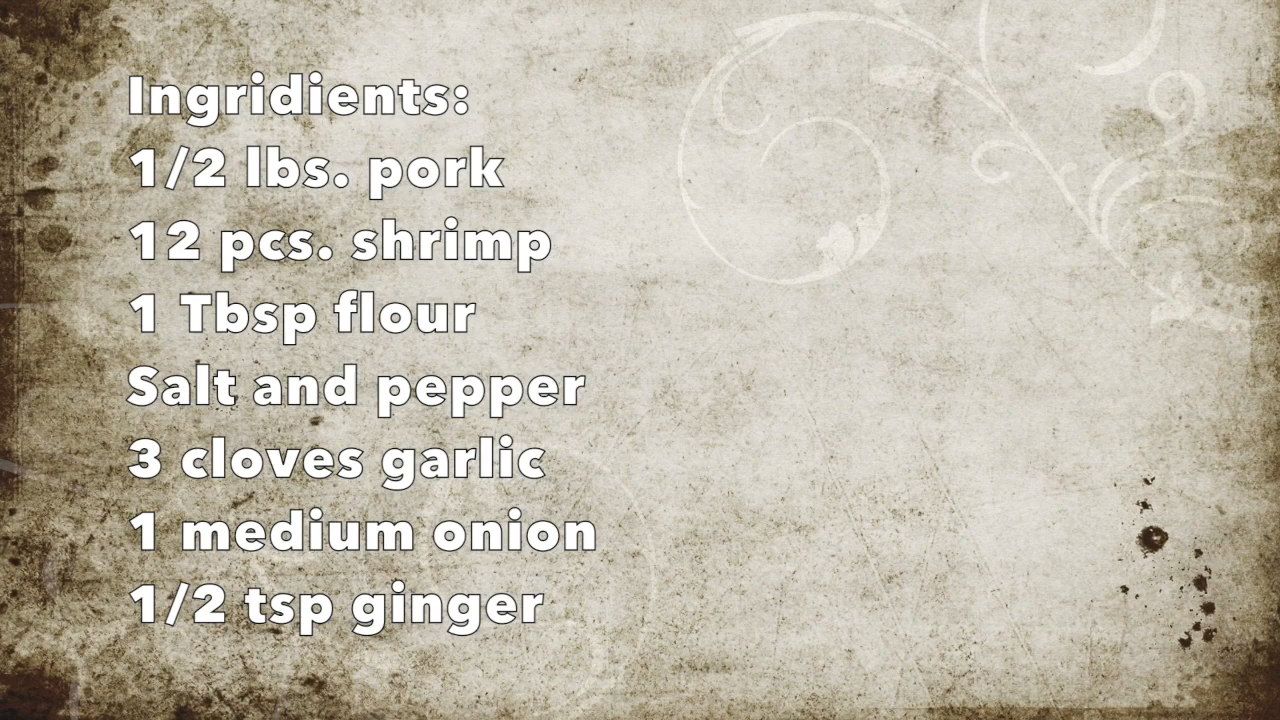 Ingridients:
1/2 lbs. pork
12 pcs. shrimp
1 Tbsp flour
Salt and pepper
3 cloves garlic
1 medium onion
1/2 tsp ginger